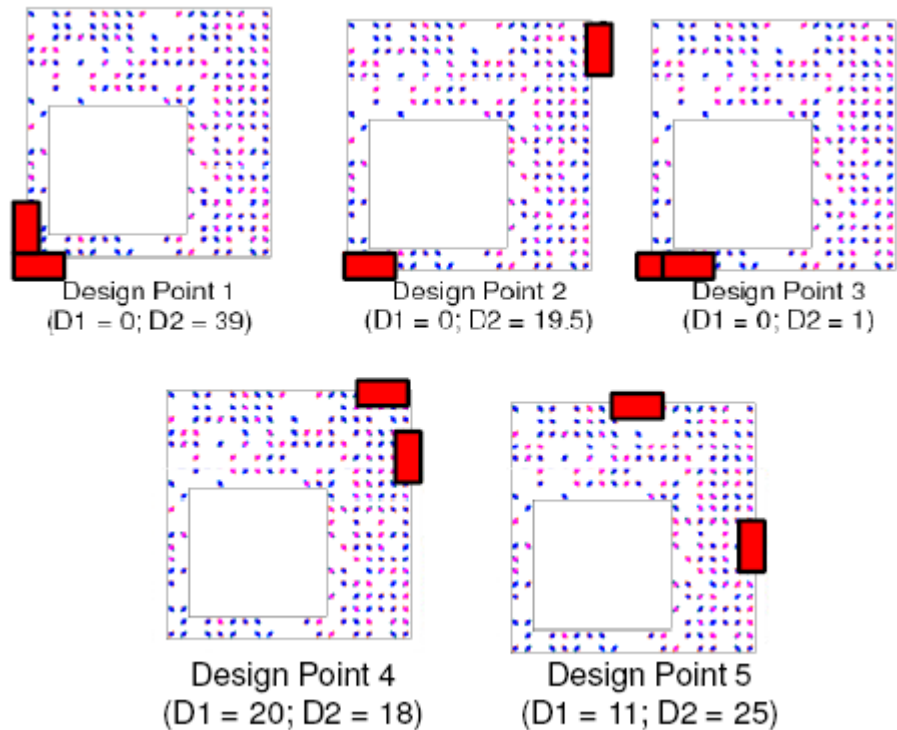 Design Point 1
(D1 = 0; D2 = 39)
Design Point 2
(D1 = 0; D2 = 19.5)
Design Point 3
(D1 = 0; D2 = 1)
Design Point 4
(D1 = 20; D2 = 18)
Design Point 5
(D1 = 11; D2 = 25)